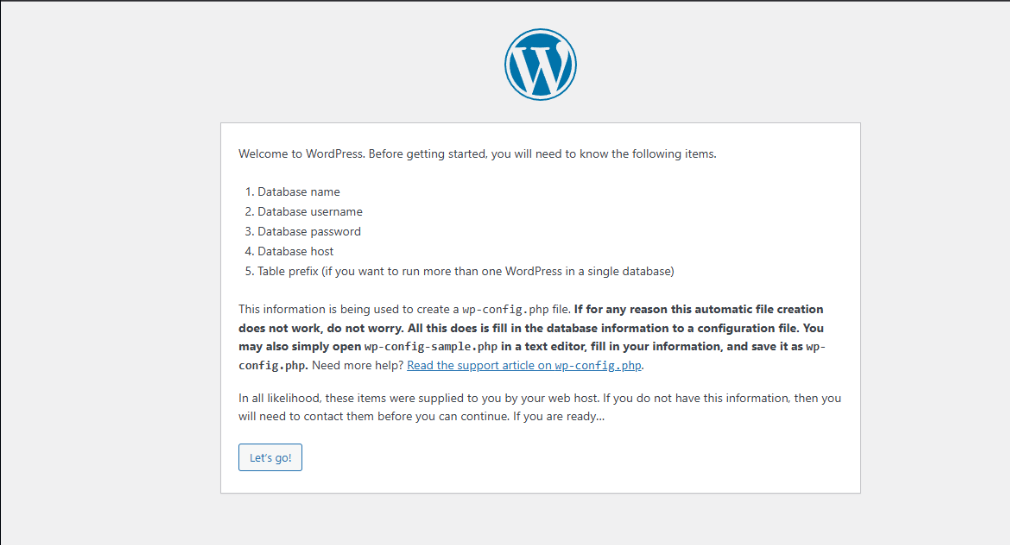 Welcome to WordPress. Before getting started, you will need to know the following items.
1. Database name
2. Database username
3. Database password
4. Database host
5. Table prefix (if you want to run more than one WordPress in a single database)
This information is being used to create a wp-config.php file. If for any reason this automatic file creation
does not work, do not worry. All this does is fill in the database information to a configuration file. You
may also simply open wp-config-sample.php in a text editor, fill in your information, and save it as wp-
config.php. Need more help? Read the support article on wp-config.php.
In all likelihood, these items were supplied to you by your web host. If you do not have this information, then you
will need to contact them before you can continue. If you are ready...
Let's go!